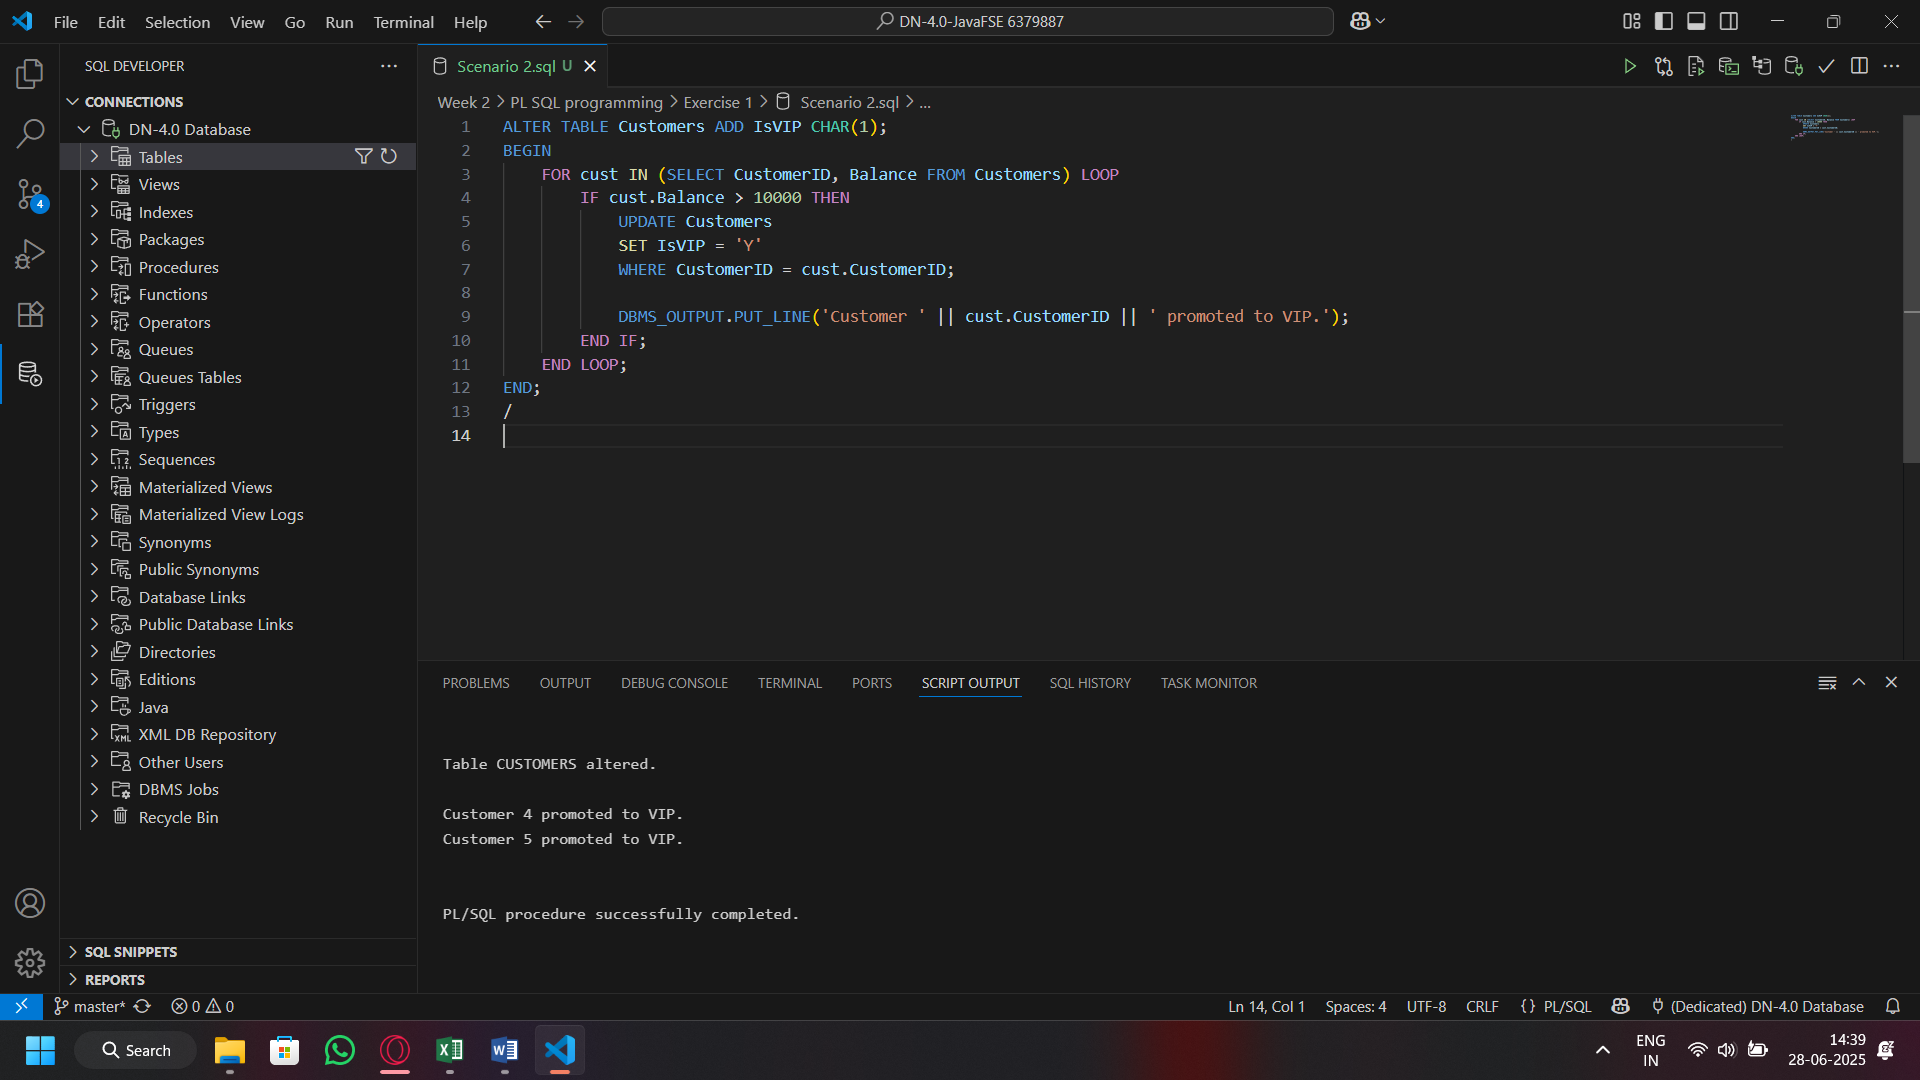 File Edit Selection View Go Run Terminal Help
DN-4.0-JavaFSE 6379887
SQL DEVELOPER
CONNECTIONS
DN-4.0 Database
Tables
Views
Indexes
Packages
Procedures
Functions
Operators
Queues
Queues Tables
Triggers
Types
Sequences
Materialized Views
Materialized View Logs
Synonyms
Public Synonyms
Database Links
Public Database Links
Directories
Editions
Java
XML DB Repository
Other Users
DBMS Jobs
Recycle Bin
SQL SNIPPETS
REPORTS
4
Scenario 2.sql U
Week 2 > PL SQL programming > Exercise 1 > Scenario 2.sql > ...
1 ALTER TABLE Customers ADD IsVIP CHAR(1);
2 BEGIN
3 FOR cust IN (SELECT CustomerID, Balance FROM Customers) LOOP
4 IF cust.Balance > 10000 THEN
5 UPDATE Customers
6 SET IsVIP = 'Y'
7 WHERE CustomerID = cust.CustomerID;
8
9 DBMS_OUTPUT.PUT_LINE('Customer ' || cust.CustomerID || ' promoted to VIP.');
10 END IF;
11 END LOOP;
12 END;
13 /
14
PROBLEMS OUTPUT DEBUG CONSOLE TERMINAL PORTS SCRIPT OUTPUT SQL HISTORY TASK MONITOR
Table CUSTOMERS altered.
Customer 4 promoted to VIP.
Customer 5 promoted to VIP.
PL/SQL procedure successfully completed.
master* 0 0
Ln 14, Col 1 Spaces: 4 UTF-8 CRLF {} PL/SQL (Dedicated) DN-4.0 Database
Search
ENG
IN
14:39
28-06-2025